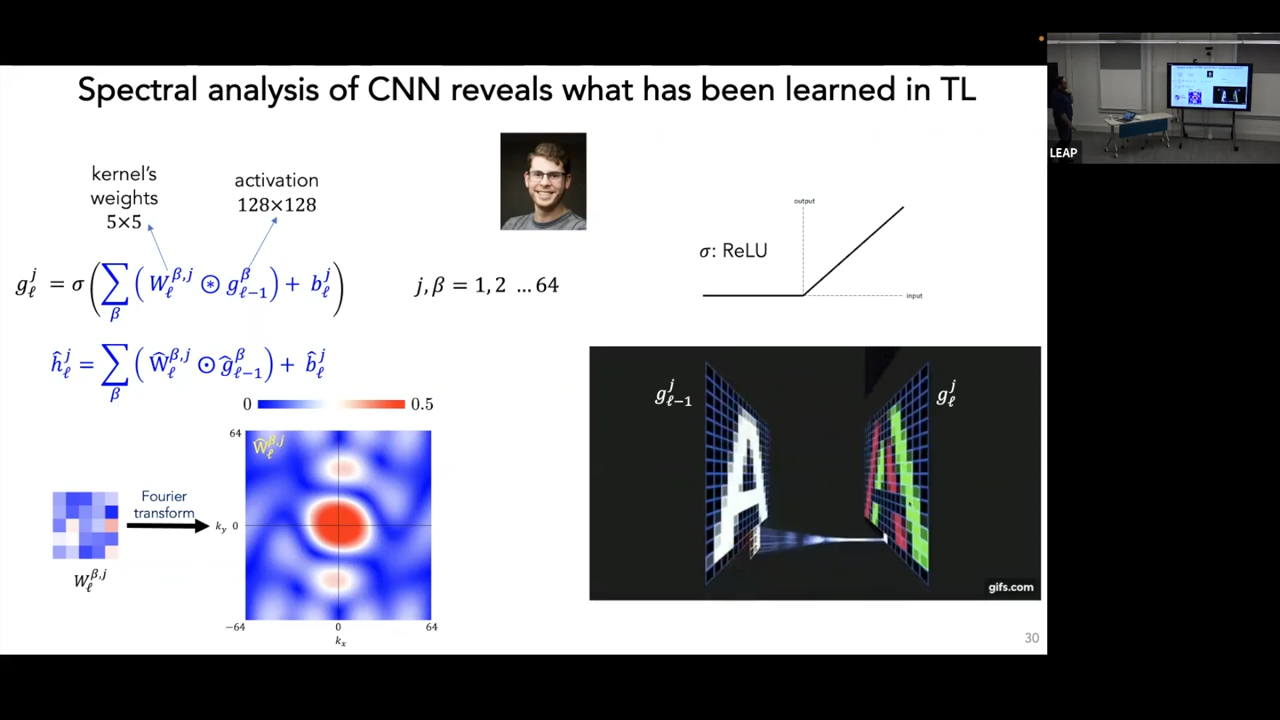 Spectral analysis of CNN reveals what has been learned in TL
kernel's
weights
5×5
activation
128×128
g_ℓ^j = σ(∑_β (W_ℓ^{β,j} ⊛ g_{ℓ-1}^β) + b_ℓ^j)
j, β = 1, 2 … 64
ĥ_ℓ^j = ∑_β (Ŵ_ℓ^{β,j} ⊙ ĝ_{ℓ-1}^β) + b̂_ℓ^j
output
σ: ReLU
input
0
0.5
64
Ŵ_ℓ^{β,j}
Fourier
transform
k_y 0
W_ℓ^{β,j}
−64
0
64
k_x
g_{ℓ-1}^j
g_ℓ^j
A
A
gifs.com
30
LEAP